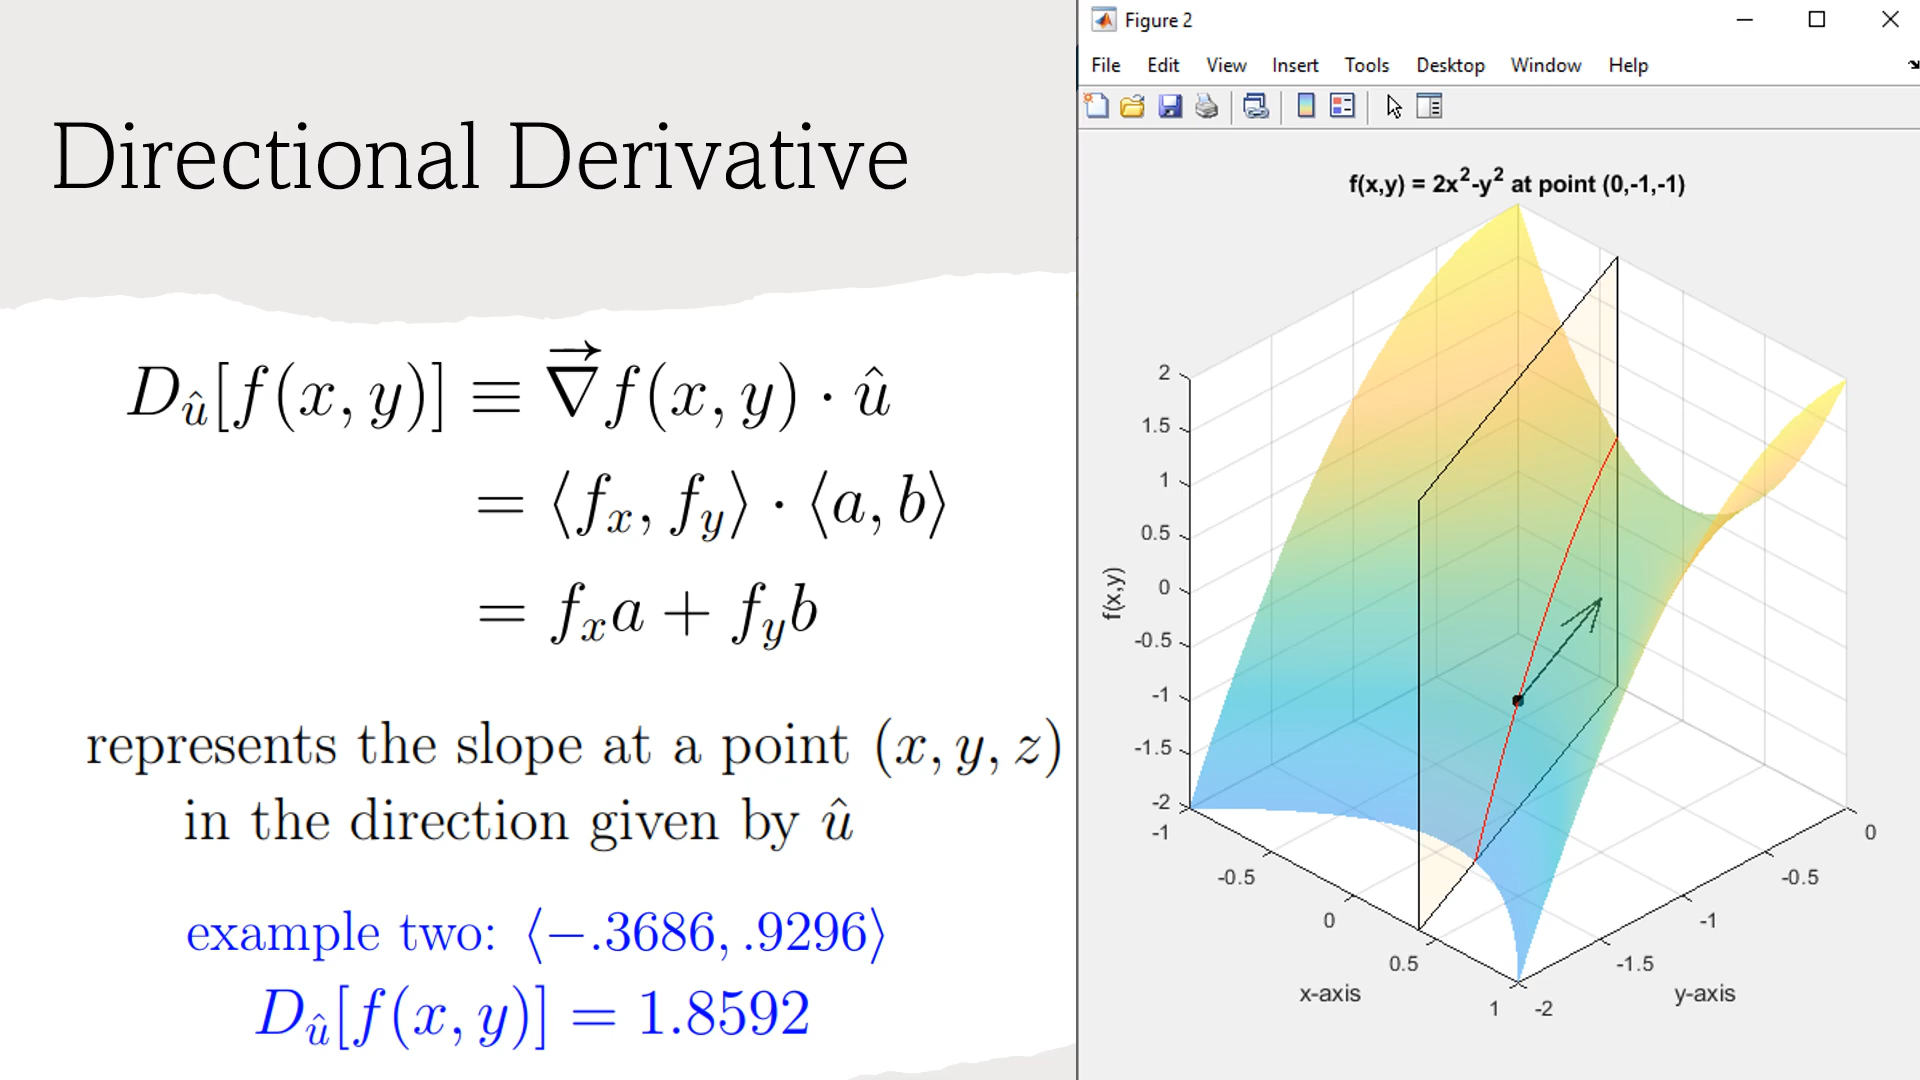 Directional Derivative
D_û[f(x, y)] ≡ ∇⃗f(x, y) · û
= ⟨f_x, f_y⟩ · ⟨a, b⟩
= f_x a + f_y b
represents the slope at a point (x, y, z)
in the direction given by û
example two: ⟨−.3686, .9296⟩
D_û[f(x, y)] = 1.8592
Figure 2
File Edit View Insert Tools Desktop Window Help
f(x,y) = 2x²-y² at point (0,-1,-1)
2
1.5
1
0.5
0
-0.5
-1
-1.5
-2
f(x,y)
-1
-0.5
0
0.5
1
x-axis
-2
-1.5
-1
-0.5
0
y-axis